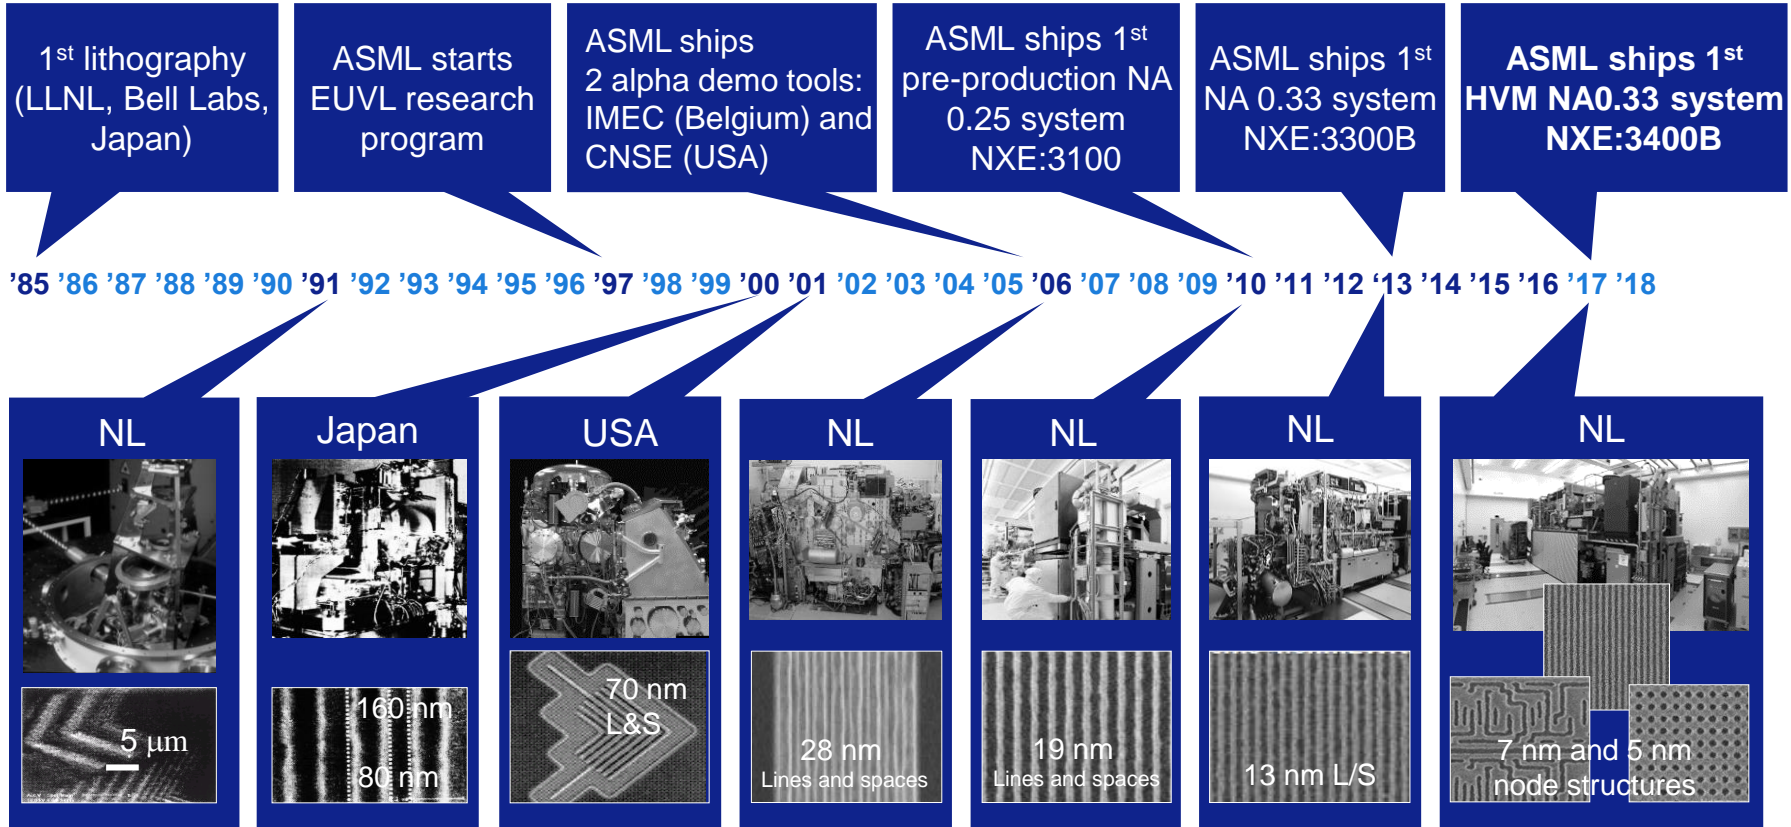 1st lithography
(LLNL, Bell Labs,
Japan)
ASML starts
EUVL research
program
ASML ships
2 alpha demo tools:
IMEC (Belgium) and
CNSE (USA)
ASML ships 1st
pre-production NA
0.25 system
NXE:3100
ASML ships 1st
NA 0.33 system
NXE:3300B
ASML ships 1st
HVM NA0.33 system
NXE:3400B
’85 ’86 ’87 ’88 ’89 ’90 ’91 ’92 ’93 ’94 ’95 ’96 ’97 ’98 ’99 ’00 ’01 ’02 ’03 ’04 ’05 ’06 ’07 ’08 ’09 ’10 ’11 ’12 ‘13 ’14 ’15 ’16 ’17 ’18
NL
5 μm
Japan
160 nm
80 nm
USA
70 nm
L&S
NL
28 nm
Lines and spaces
NL
19 nm
Lines and spaces
NL
13 nm L/S
NL
7 nm and 5 nm
node structures